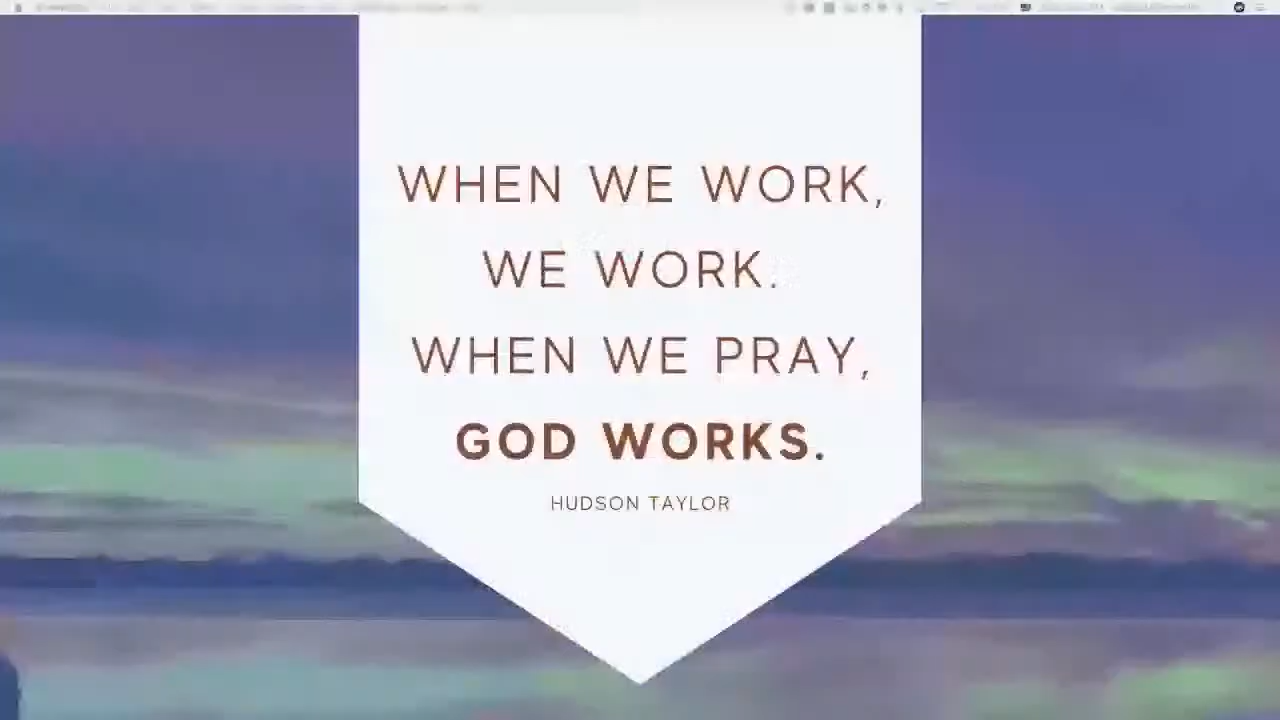 WHEN WE WORK,
WE WORK.
WHEN WE PRAY,
GOD WORKS.
HUDSON TAYLOR